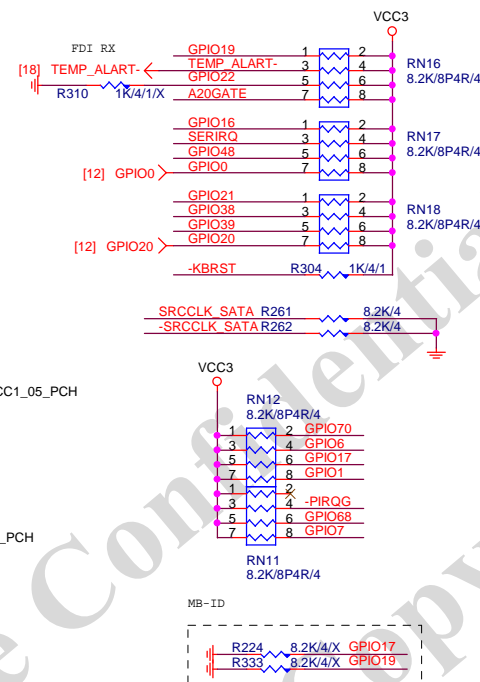 VCC3
FDI RX
GPIO19 1 2 RN16
[18] TEMP_ALART- TEMP_ALART- 3 4 8.2K/8P4R/4
GPIO22 5 6
R310 1K/4/1/X A20GATE 7 8
GPIO16 1 2 RN17
SERIRQ 3 4 8.2K/8P4R/4
GPIO48 5 6
[12] GPIO0 GPIO0 7 8
GPIO21 1 2 RN18
GPIO38 3 4 8.2K/8P4R/4
GPIO39 5 6
[12] GPIO20 GPIO20 7 8
-KBRST R304 1K/4/1
SRCCLK_SATA R261 8.2K/4
-SRCCLK_SATA R262 8.2K/4
VCC3
CC1_05_PCH
RN12
8.2K/8P4R/4
1 2 GPIO70
3 4 GPIO6
5 6 GPIO17
7 8 GPIO1
1 2
3 4 -PIRQG
5 6 GPIO68
7 8 GPIO7
_PCH
RN11
8.2K/8P4R/4
MB-ID
R224 8.2K/4/X GPIO17
R333 8.2K/4/X GPIO19
e Confidentia
Copy